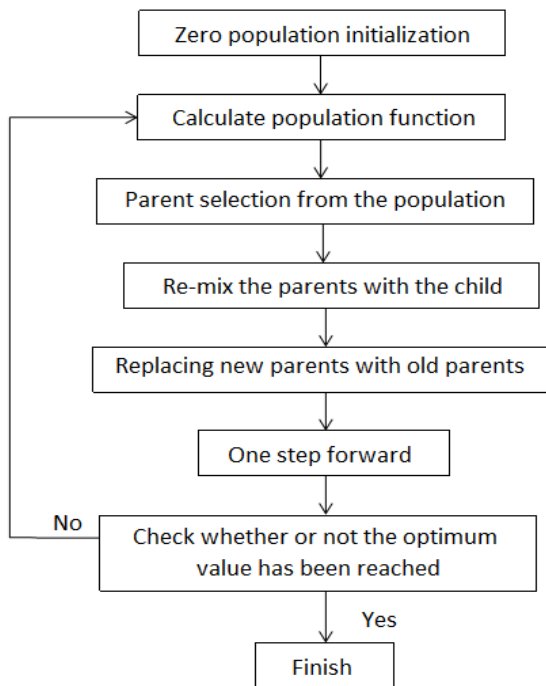 Zero population initialization
Calculate population function
Parent selection from the population
Re-mix the parents with the child
Replacing new parents with old parents
One step forward
No
Check whether or not the optimum
value has been reached
Yes
Finish